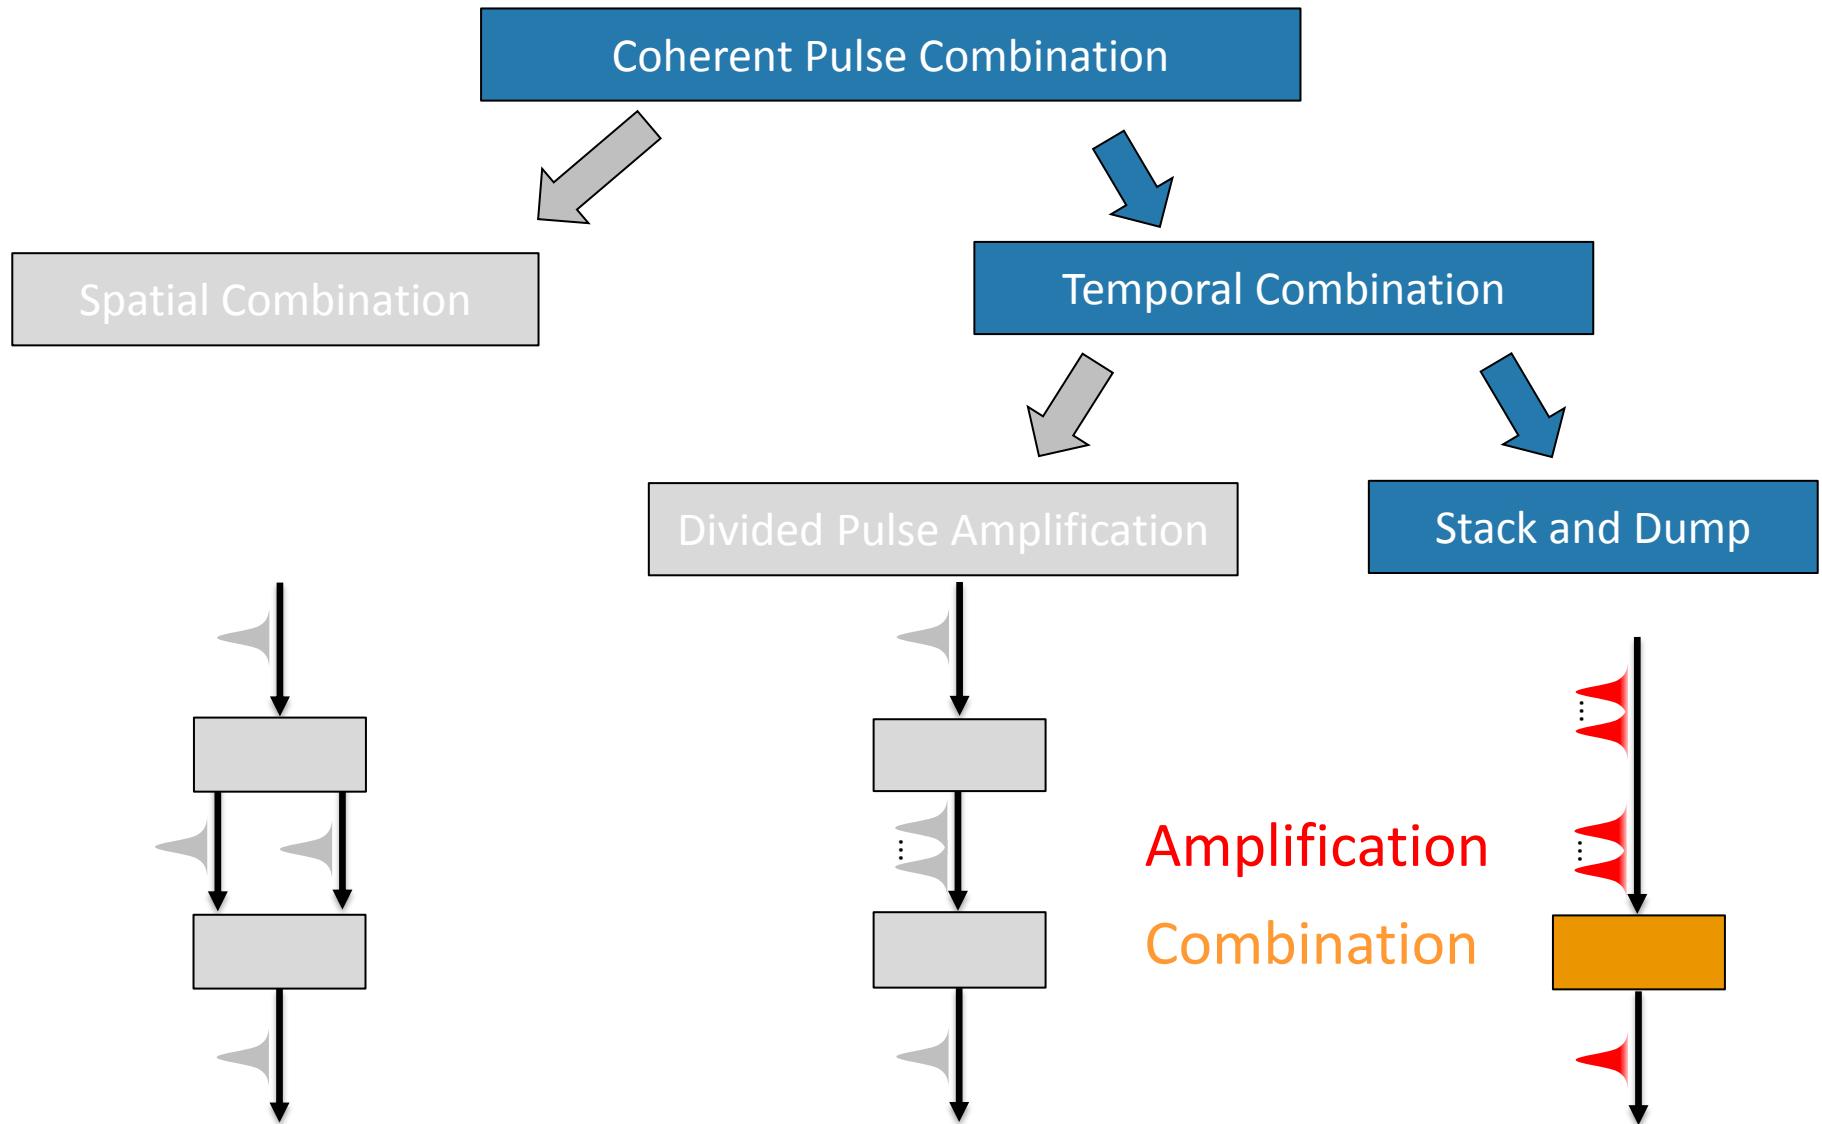 Coherent Pulse Combination
Spatial Combination
Temporal Combination
Divided Pulse Amplification
Stack and Dump
Amplification
Combination